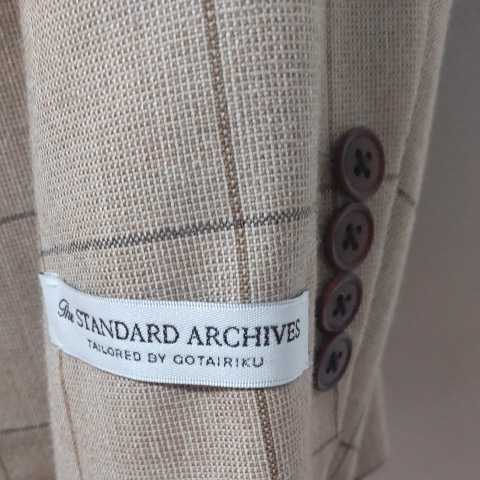 The STANDARD ARCHIVES
TAILORED BY GOTAIRIKU